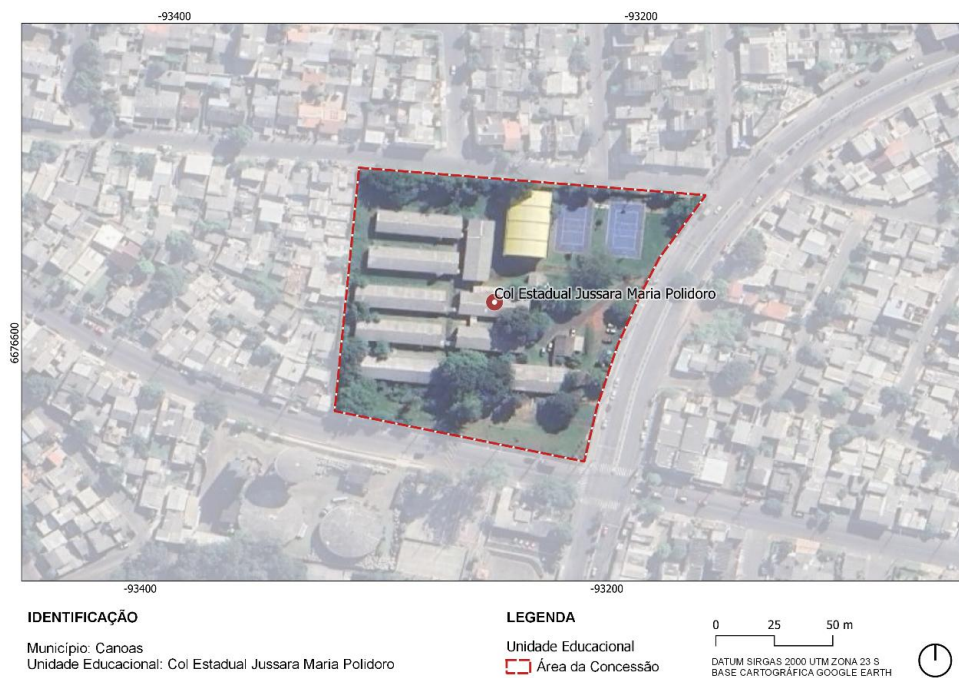 -93400 -93200
Col Estadual Jussara Maria Polidoro
6676600
-93400 -93200
IDENTIFICAÇÃO
Município: Canoas
Unidade Educacional: Col Estadual Jussara Maria Polidoro
LEGENDA
Unidade Educacional
Área da Concessão
0 25 50 m
DATUM SIRGAS 2000 UTM ZONA 23 S
BASE CARTOGRÁFICA GOOGLE EARTH